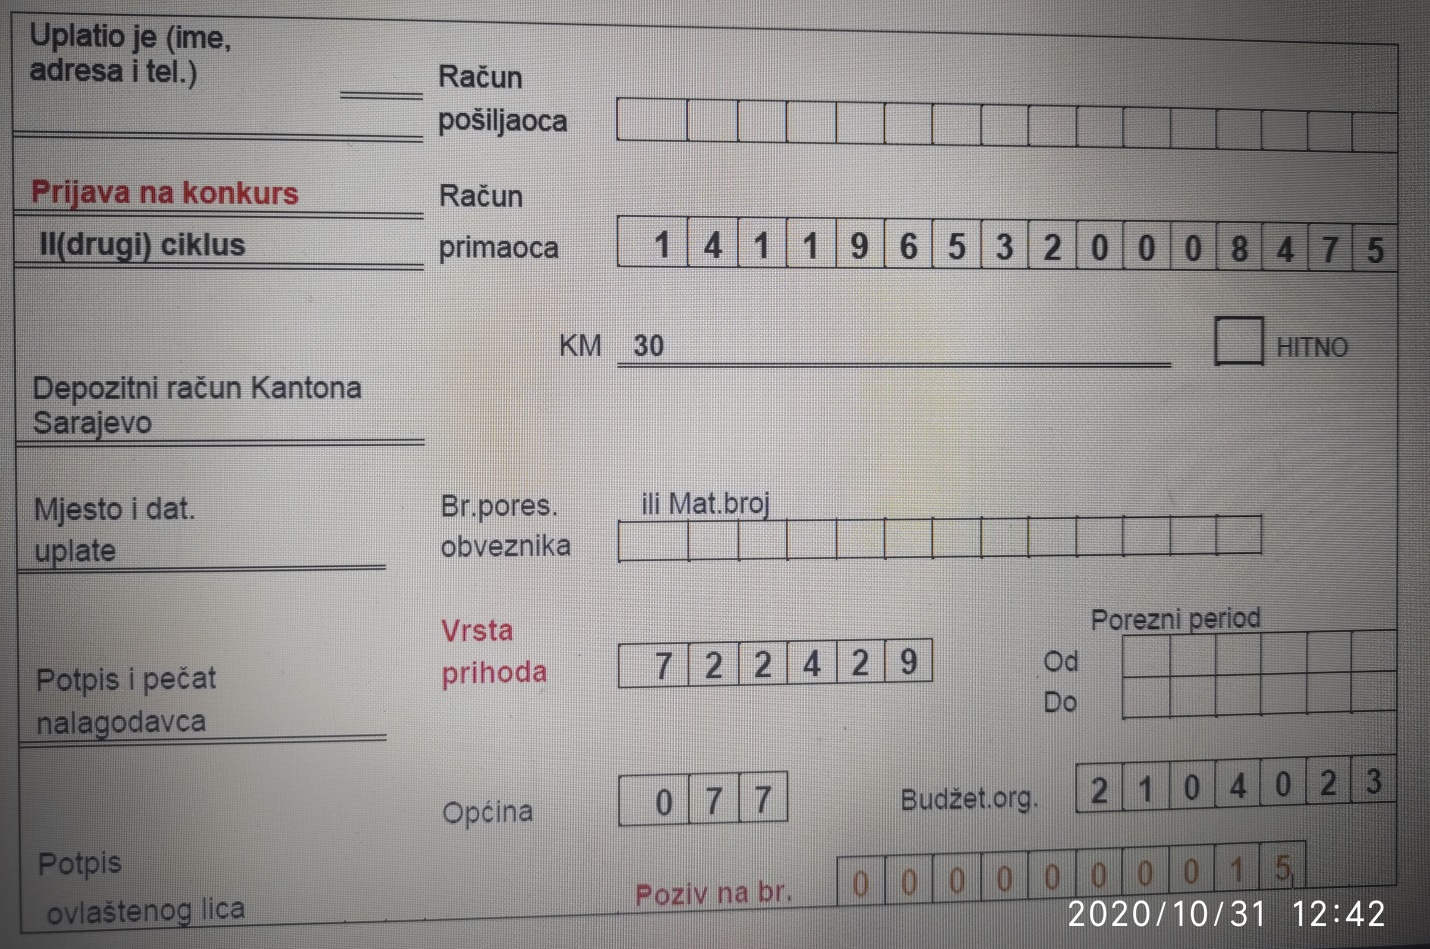 Uplatio je (ime,
adresa i tel.)
Račun
pošiljaoca
Prijava na konkurs
Račun
II(drugi) ciklus
primaoca 1 4 1 1 9 6 5 3 2 0 0 0 8 4 7 5
KM 30 HITNO
Depozitni račun Kantona
Sarajevo
Mjesto i dat.
uplate
Br.pores. ili Mat.broj
obveznika
Vrsta
prihoda 7 2 2 4 2 9
Porezni period
Od
Do
Potpis i pečat
nalagodavca
Općina 0 7 7
Budžet.org. 2 1 0 4 0 2 3
Potpis
ovlaštenog lica
Poziv na br. 0 0 0 0 0 0 0 0 1 5
2020/10/31 12:42